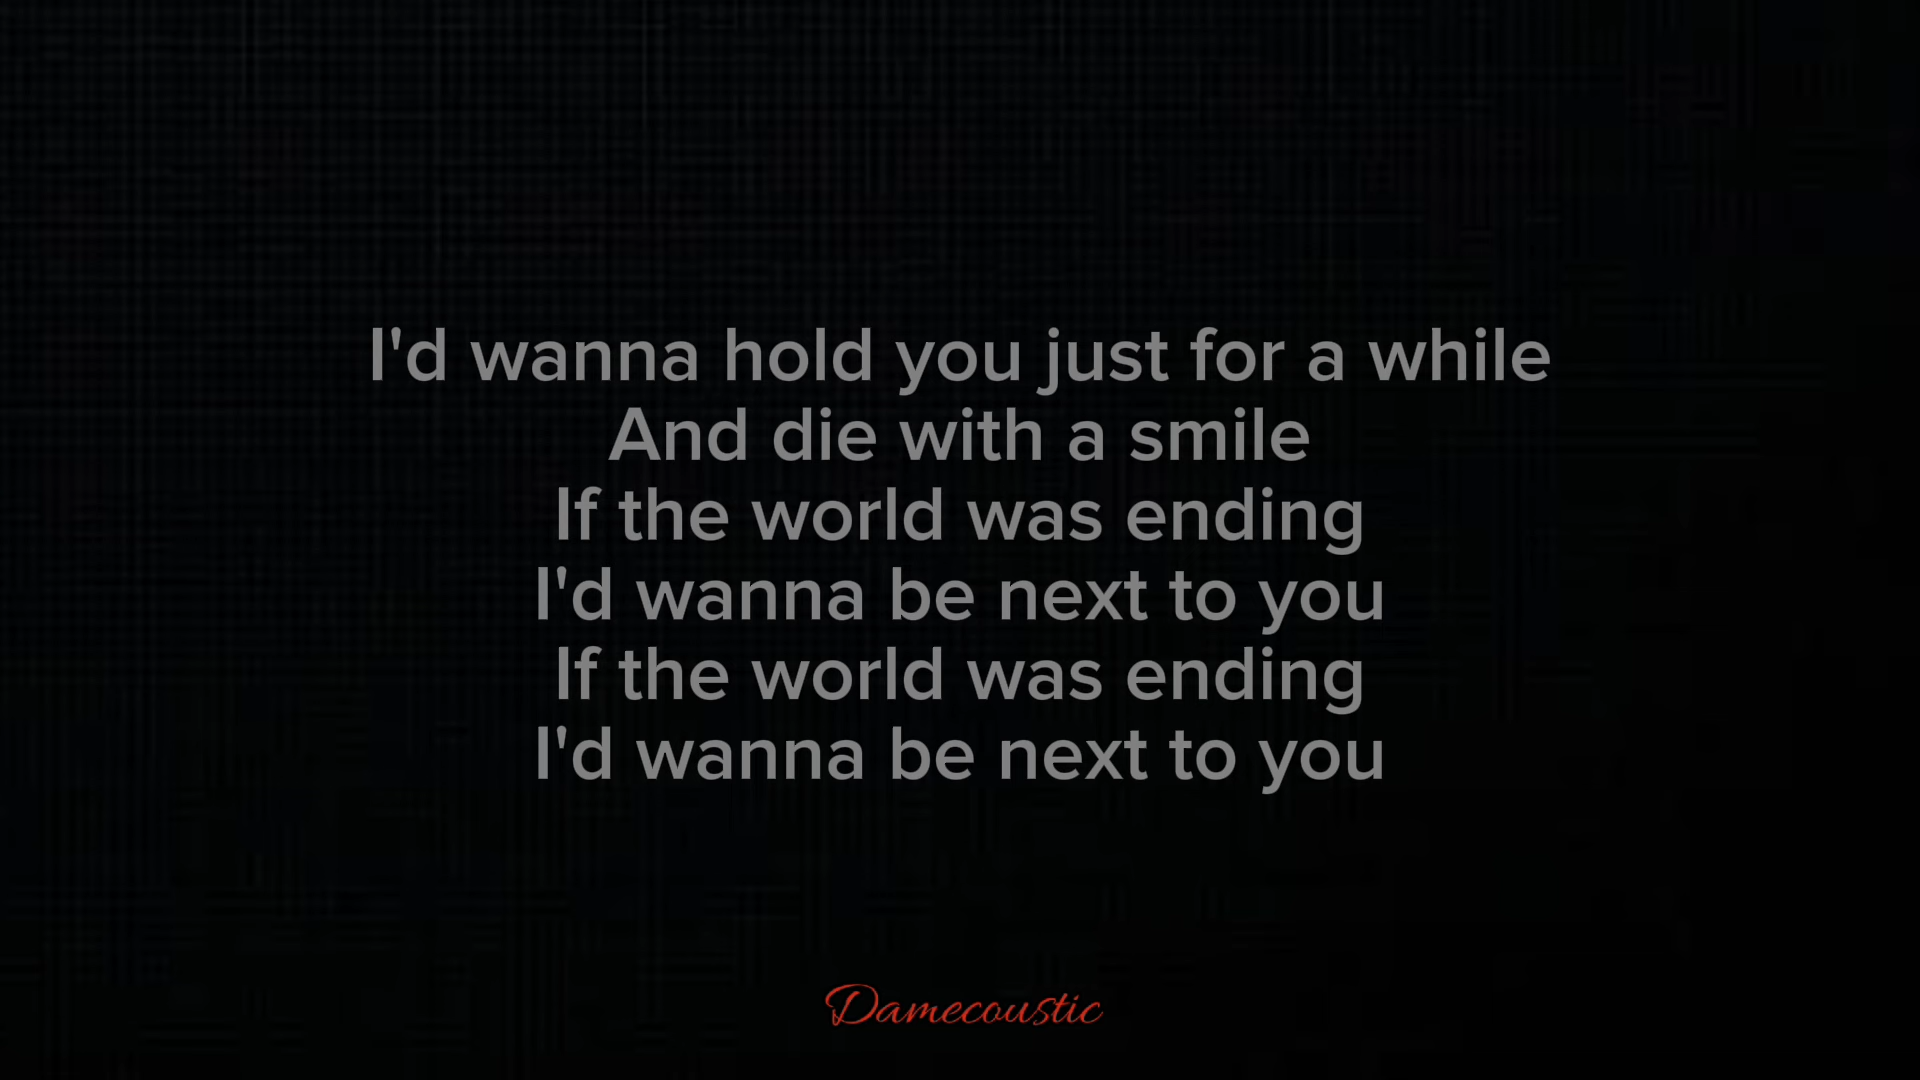 I'd wanna hold you just for a while
And die with a smile
If the world was ending
I'd wanna be next to you
If the world was ending
I'd wanna be next to you
Damecoustic